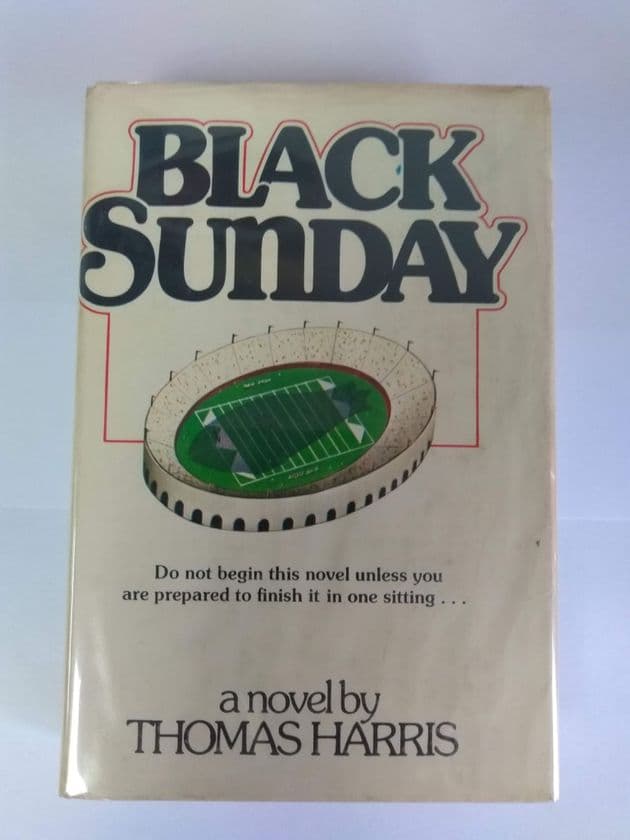 BLACK
SUNDAY
Do not begin this novel unless you
are prepared to finish it in one sitting . . .
a novel by
THOMAS HARRIS